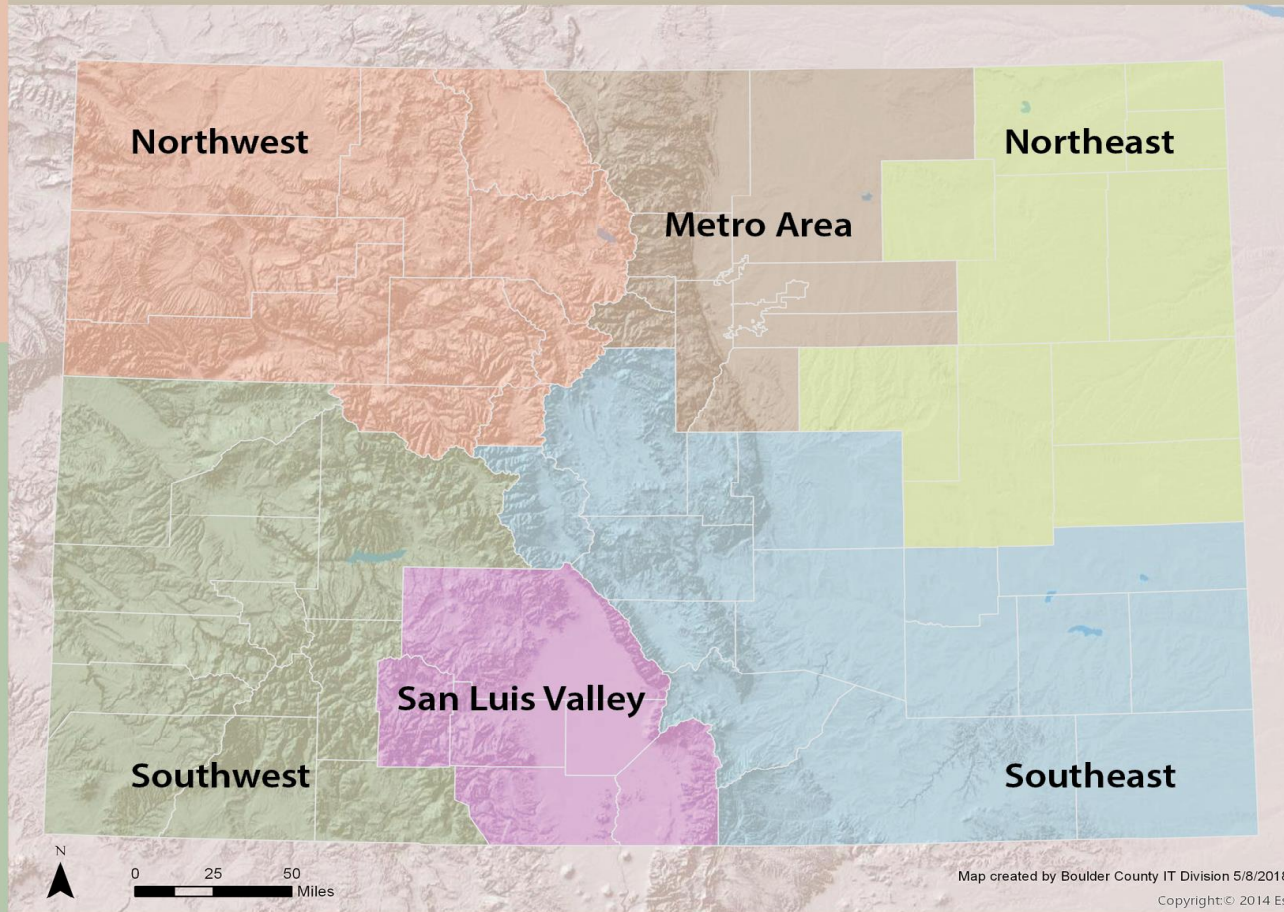 Northwest
Northeast
Metro Area
San Luis Valley
Southwest
Southeast
N
0 25 50
Miles
Map created by Boulder County IT Division 5/8/2018
Copyright:© 2014 E